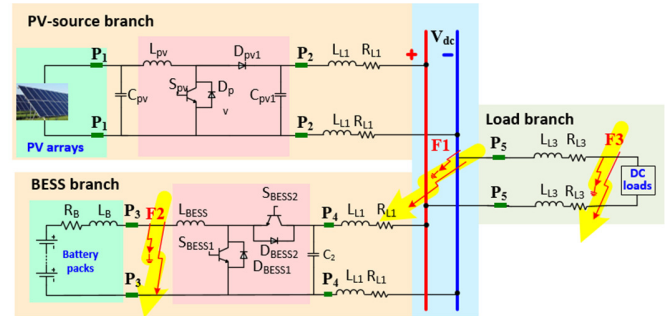 PV-source branch
P1
Lpv
Dpv1
P2
LL1
RL1
+
Vdc
−
Cpv
Spv
Dp
v
Cpv1
PV arrays
P1
P2
LL1
RL1
F1
Load branch
P5
LL3
RL3
F3
DC
loads
P5
LL3
RL3
BESS branch
RB
LB
P3
F2
LBESS
SBESS2
P4
LL1
RL1
SBESS1
DBESS2
DBESS1
C2
Battery
packs
P3
P4
LL1
RL1